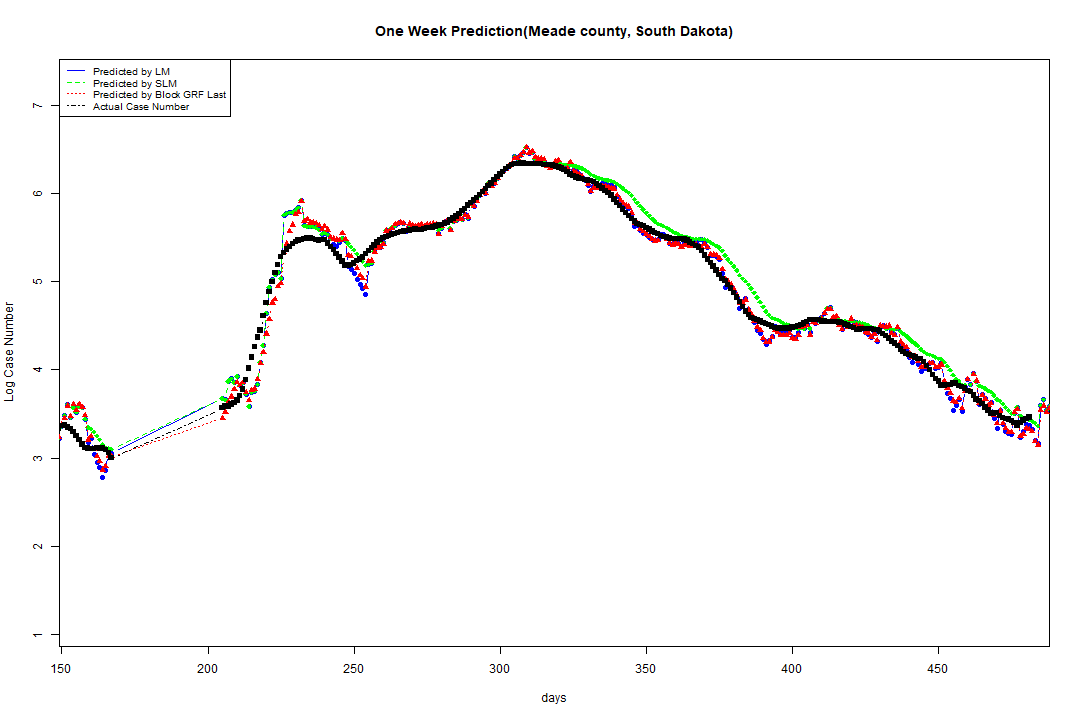 One Week Prediction(Meade county, South Dakota)
Predicted by LM
Predicted by SLM
Predicted by Block GRF Last
Actual Case Number
7
6
5
4
3
2
1
Log Case Number
150 200 250 300 350 400 450
days